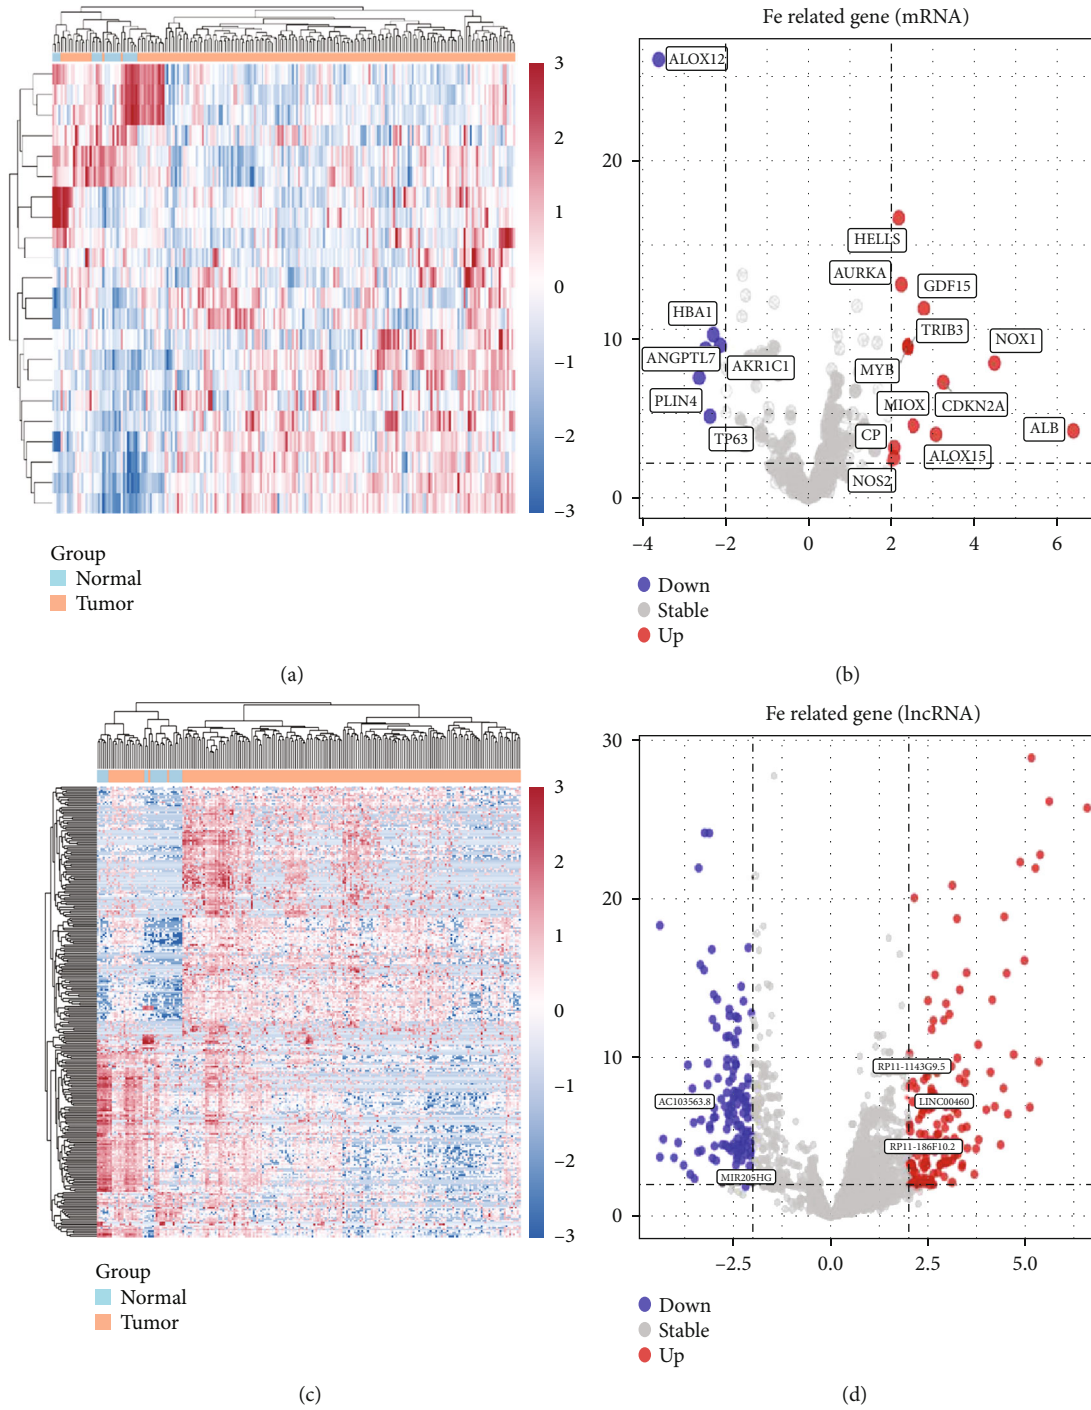 3
2
1
0
−1
−2
−3
Group
Normal
Tumor
(a)
Fe related gene (mRNA)
20
10
0
ALOX12
HELLS
AURKA
GDF15
HBA1
TRIB3
NOX1
ANGPTL7
AKR1C1
MYB
PLIN4
MIOX
CDKN2A
TP63
CP
ALB
ALOX15
NOS2
−4
−2
0
2
4
6
Down
Stable
Up
(b)
3
2
1
0
−1
−2
−3
Group
Normal
Tumor
(c)
Fe related gene (lncRNA)
30
20
10
0
RP11-1143G9.5
AC103563.8
LINC00460
RP11-186F10.2
MIR205HG
−2.5
0.0
2.5
5.0
Down
Stable
Up
(d)